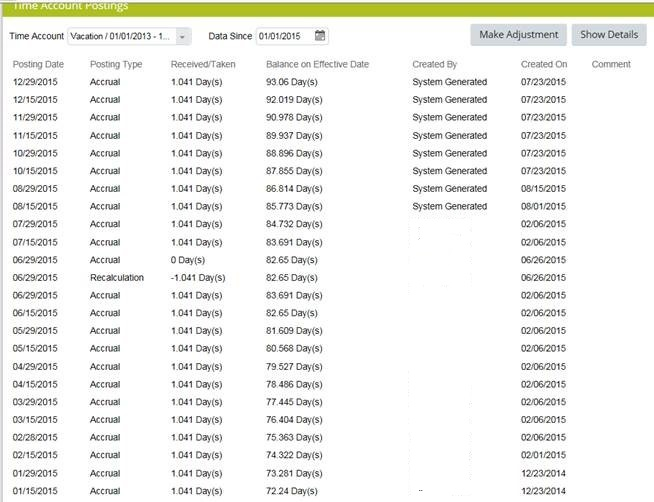 Time Account Postings
Time Account Vacation / 01/01/2013 - 1... Data Since 01/01/2015 Make Adjustment Show Details
Posting Date Posting Type Received/Taken Balance on Effective Date Created By Created On Comment
12/29/2015 Accrual 1.041 Day(s) 93.06 Day(s) System Generated 07/23/2015
12/15/2015 Accrual 1.041 Day(s) 92.019 Day(s) System Generated 07/23/2015
11/29/2015 Accrual 1.041 Day(s) 90.978 Day(s) System Generated 07/23/2015
11/15/2015 Accrual 1.041 Day(s) 89.937 Day(s) System Generated 07/23/2015
10/29/2015 Accrual 1.041 Day(s) 88.896 Day(s) System Generated 07/23/2015
10/15/2015 Accrual 1.041 Day(s) 87.855 Day(s) System Generated 07/23/2015
08/29/2015 Accrual 1.041 Day(s) 86.814 Day(s) System Generated 08/15/2015
08/15/2015 Accrual 1.041 Day(s) 85.773 Day(s) System Generated 08/01/2015
07/29/2015 Accrual 1.041 Day(s) 84.732 Day(s) 02/06/2015
07/15/2015 Accrual 1.041 Day(s) 83.691 Day(s) 02/06/2015
06/29/2015 Accrual 0 Day(s) 82.65 Day(s) 06/26/2015
06/29/2015 Recalculation -1.041 Day(s) 82.65 Day(s) 06/26/2015
06/29/2015 Accrual 1.041 Day(s) 83.691 Day(s) 02/06/2015
06/15/2015 Accrual 1.041 Day(s) 82.65 Day(s) 02/06/2015
05/29/2015 Accrual 1.041 Day(s) 81.609 Day(s) 02/06/2015
05/15/2015 Accrual 1.041 Day(s) 80.568 Day(s) 02/06/2015
04/29/2015 Accrual 1.041 Day(s) 79.527 Day(s) 02/06/2015
04/15/2015 Accrual 1.041 Day(s) 78.486 Day(s) 02/06/2015
03/29/2015 Accrual 1.041 Day(s) 77.445 Day(s) 02/06/2015
03/15/2015 Accrual 1.041 Day(s) 76.404 Day(s) 02/06/2015
02/28/2015 Accrual 1.041 Day(s) 75.363 Day(s) 02/06/2015
02/15/2015 Accrual 1.041 Day(s) 74.322 Day(s) 02/01/2015
01/29/2015 Accrual 1.041 Day(s) 73.281 Day(s) 12/23/2014
01/15/2015 Accrual 1.041 Day(s) 72.24 Day(s) 12/23/2014